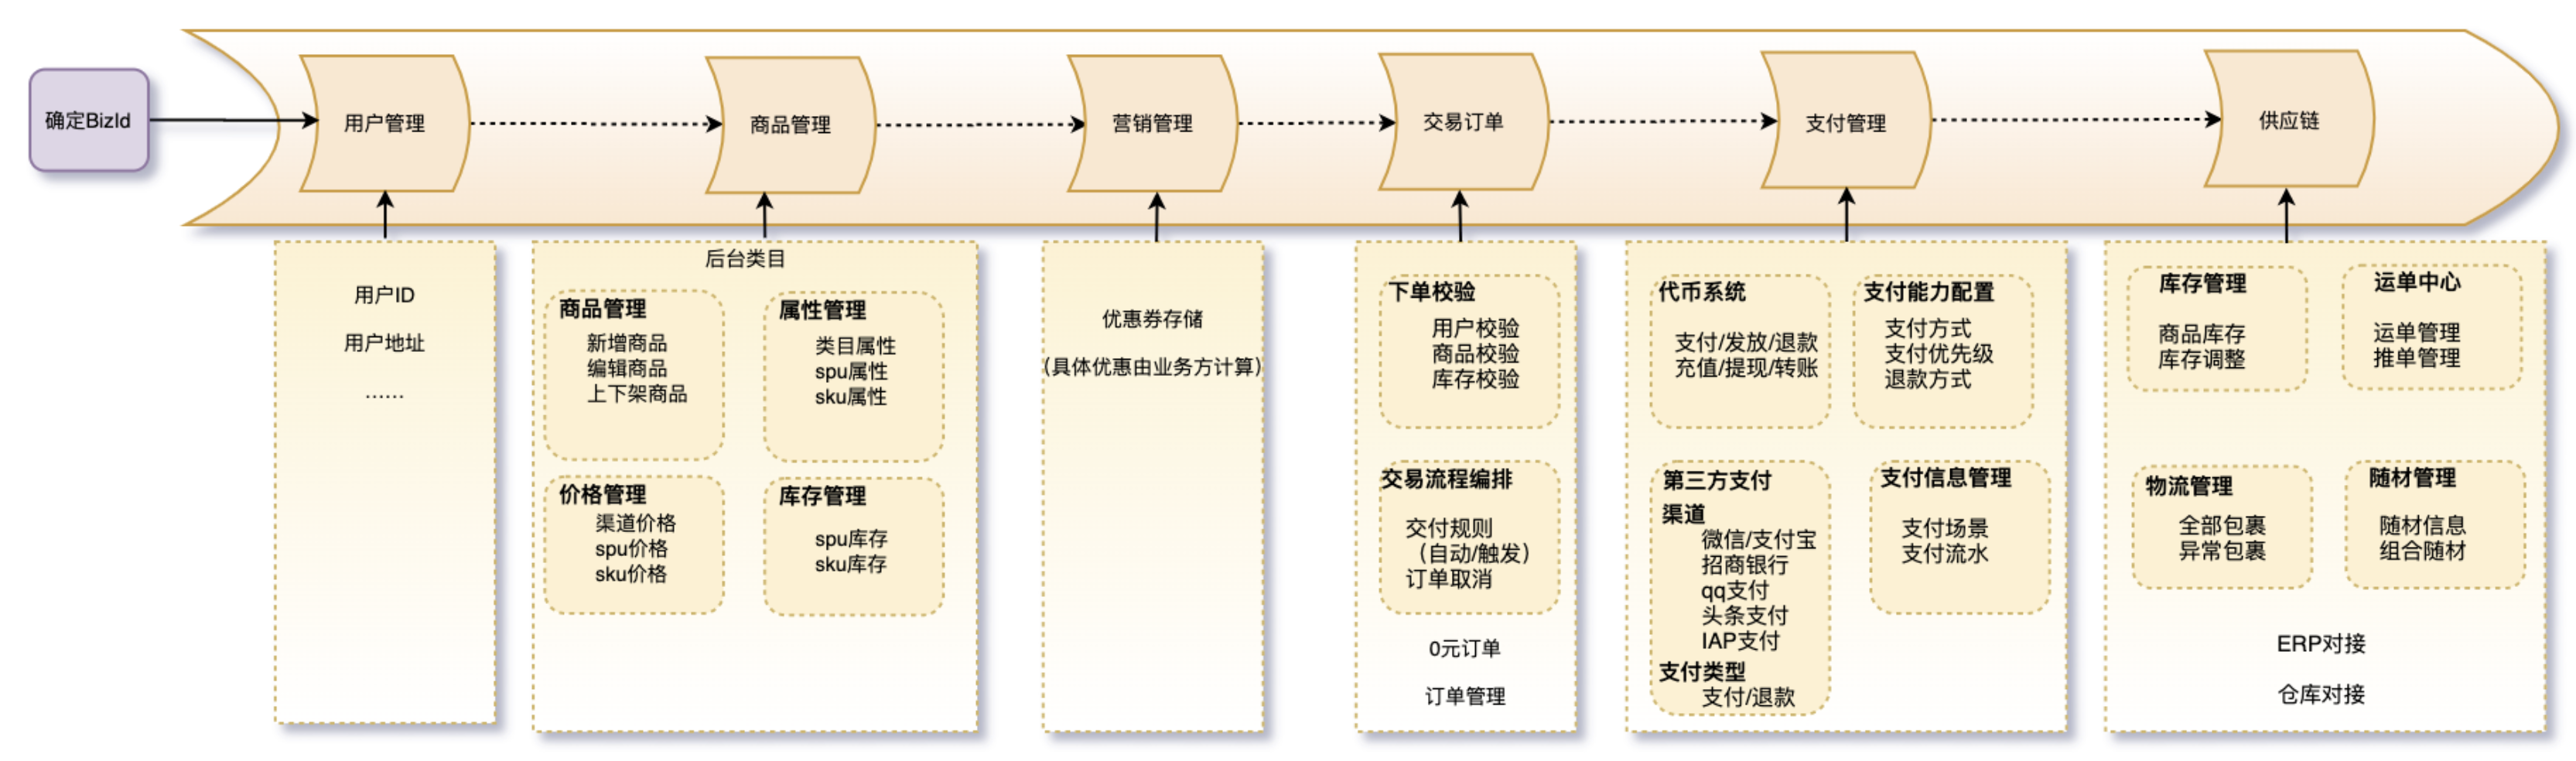 确定BizId
用户管理
商品管理
营销管理
交易订单
支付管理
供应链
用户ID
用户地址
……
后台类目
商品管理
新增商品
编辑商品
上下架商品
属性管理
类目属性
spu属性
sku属性
价格管理
渠道价格
spu价格
sku价格
库存管理
spu库存
sku库存
优惠券存储
(具体优惠由业务方计算)
下单校验
用户校验
商品校验
库存校验
交易流程编排
交付规则
（自动/触发）
订单取消
0元订单
订单管理
代币系统
支付/发放/退款
充值/提现/转账
支付能力配置
支付方式
支付优先级
退款方式
第三方支付
渠道
微信/支付宝
招商银行
qq支付
头条支付
IAP支付
支付类型
支付/退款
支付信息管理
支付场景
支付流水
库存管理
商品库存
库存调整
运单中心
运单管理
推单管理
物流管理
全部包裹
异常包裹
随材管理
随材信息
组合随材
ERP对接
仓库对接